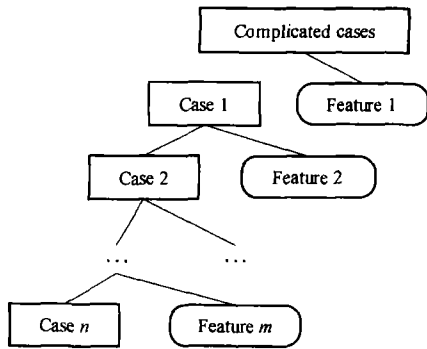 Complicated cases
Case 1
Feature 1
Case 2
Feature 2
... ...
Case n
Feature m